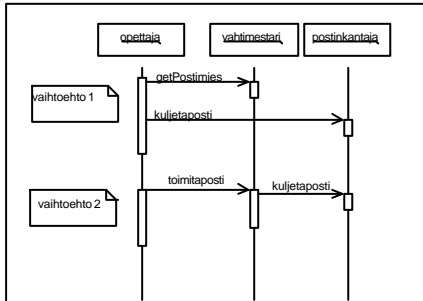 opettaja
vahtimestari
postinkantaja
getPostimies
vaihtoehto 1
kuljetaposti
toimitaposti
kuljetaposti
vaihtoehto 2